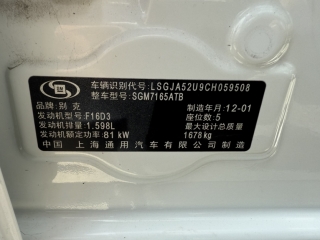 车辆识别代号:LSGJA52U9CH059508
整车型号:SGM7165ATB
品牌:别克
制造年月:12-01
发动机型号:F16D3
座位数:5
发动机排量:1.598L
最大设计总质量
发动机功率:81kW
1678kg
中国 上海通用汽车有限公司 制造